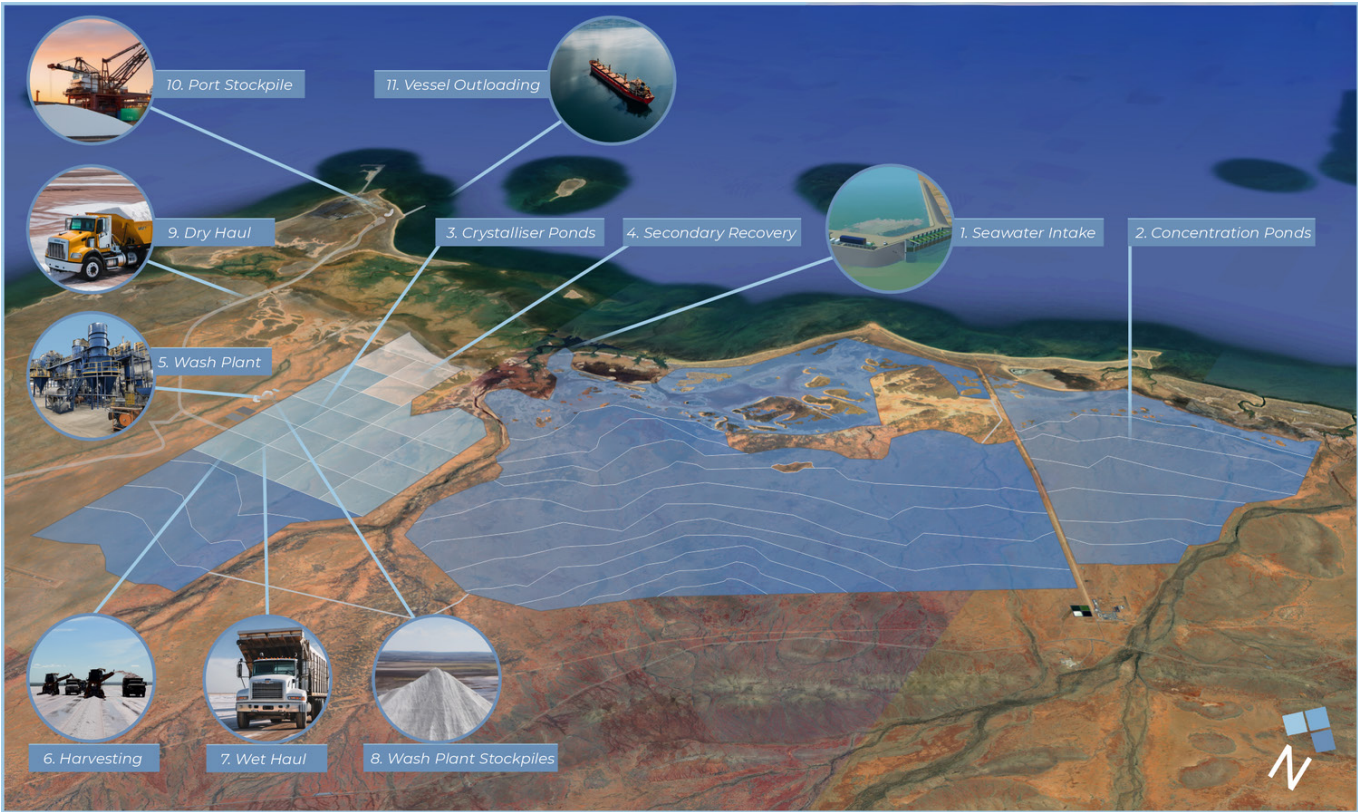 10. Port Stockpile
11. Vessel Outloading
9. Dry Haul
3. Crystalliser Ponds
4. Secondary Recovery
1. Seawater Intake
2. Concentration Ponds
5. Wash Plant
6. Harvesting
7. Wet Haul
8. Wash Plant Stockpiles
N